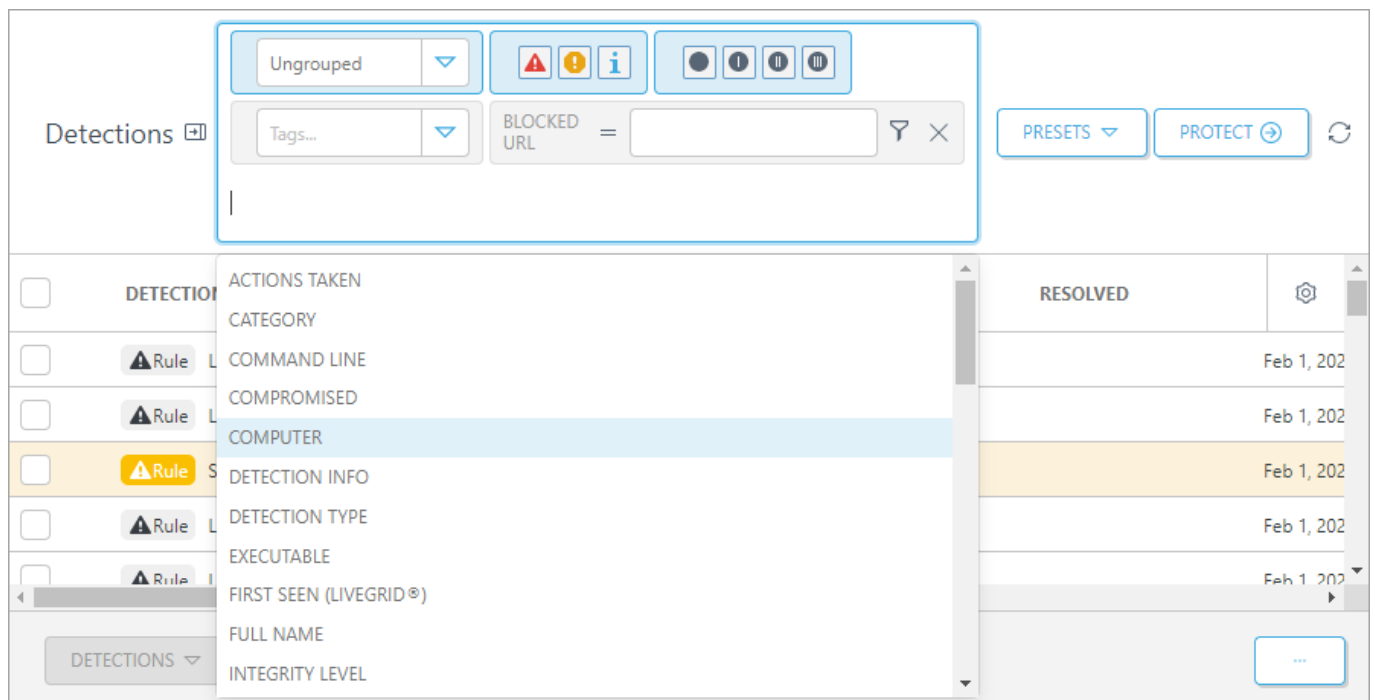 Ungrouped
Detections
Tags...
BLOCKED
URL
=
PRESETS
PROTECT
DETECTION
RESOLVED
ACTIONS TAKEN
CATEGORY
Rule L
COMMAND LINE
Feb 1, 202
COMPROMISED
Rule L
Feb 1, 202
COMPUTER
Rule S
DETECTION INFO
Feb 1, 202
DETECTION TYPE
Rule L
Feb 1, 202
EXECUTABLE
Rule L
Feb 1, 202
FIRST SEEN (LIVEGRID®)
FULL NAME
DETECTIONS
...
INTEGRITY LEVEL